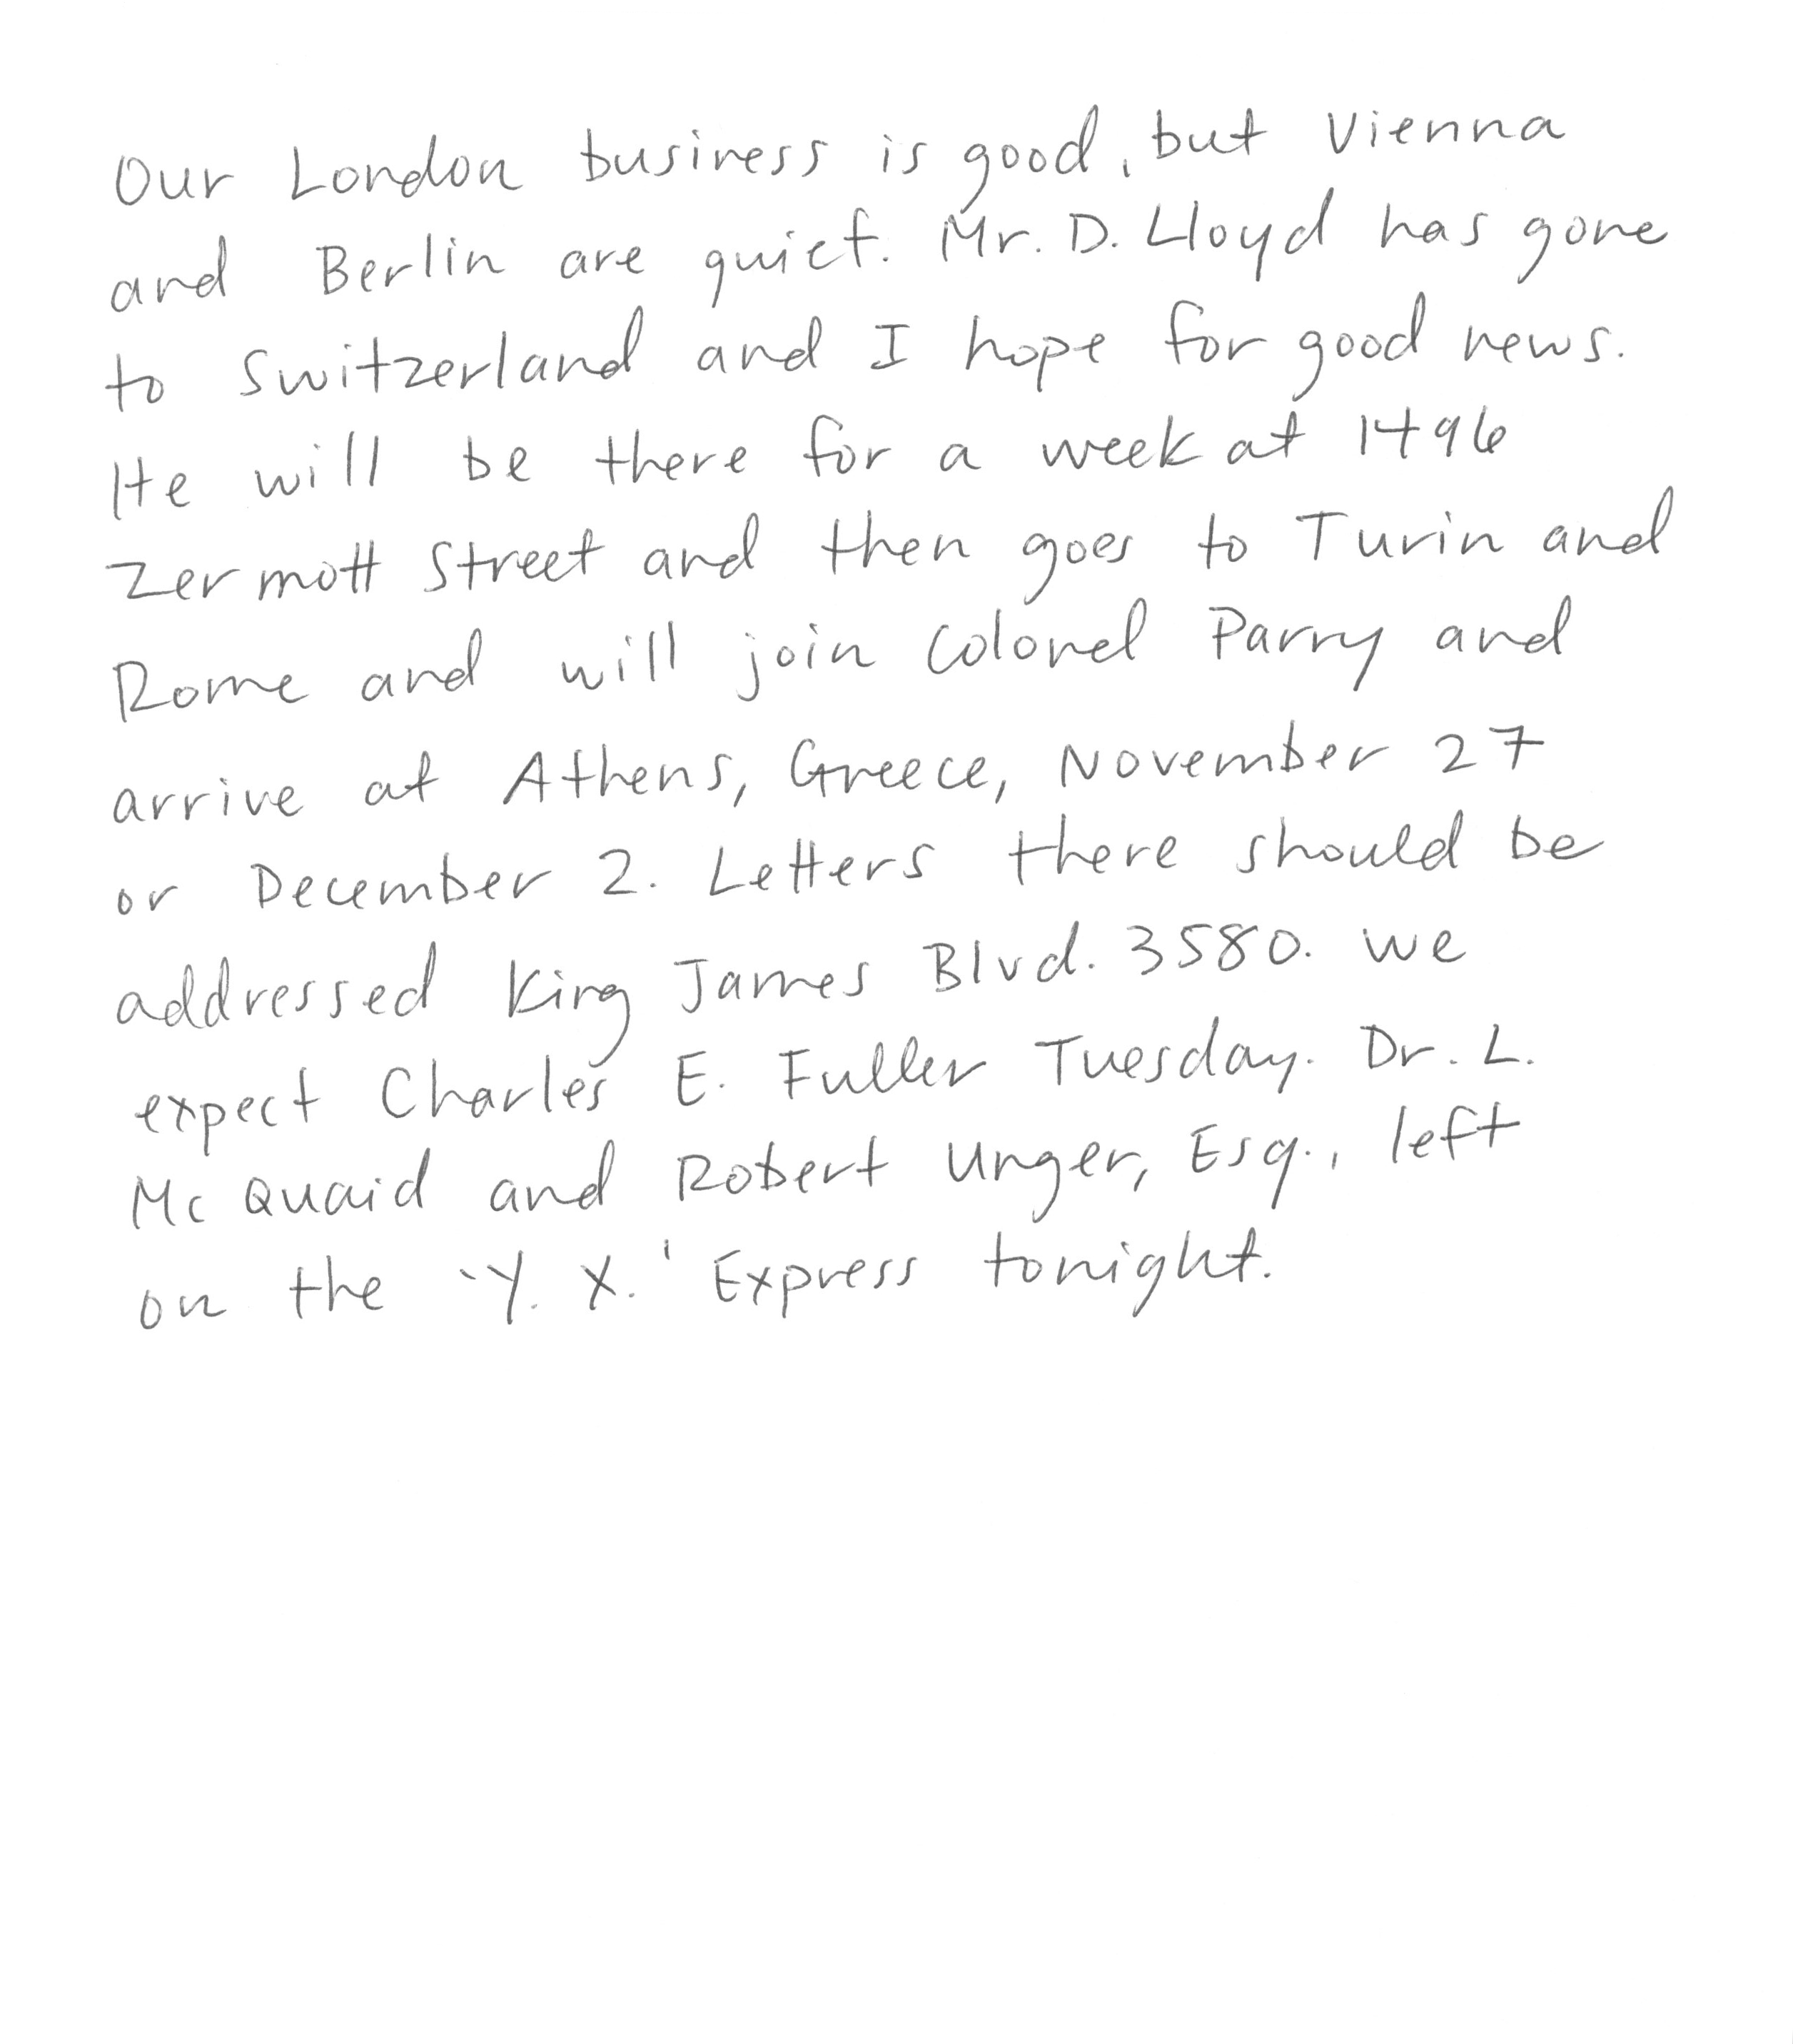 Our London business is good, but Vienna
and Berlin are quiet. Mr. D. Lloyd has gone
to Switzerland and I hope for good news.
He will be there for a week at 1496
Zermott Street and then goes to Turin and
Rome and will join Colonel Parry and
arrive at Athens, Greece, November 27
or December 2. Letters there should be
addressed King James Blvd. 3580. We
expect Charles E. Fuller Tuesday. Dr. L.
McQuaid and Robert Unger, Esq., left
on the 'Y. X.' Express tonight.